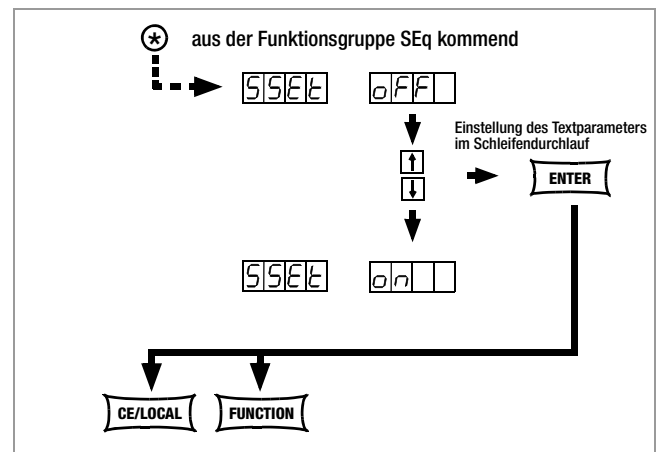 * aus der Funktionsgruppe SEq kommend
SSEt oFF
Einstellung des Textparameters
im Schleifendurchlauf
↑
↓
ENTER
SSEt on
CE/LOCAL FUNCTION